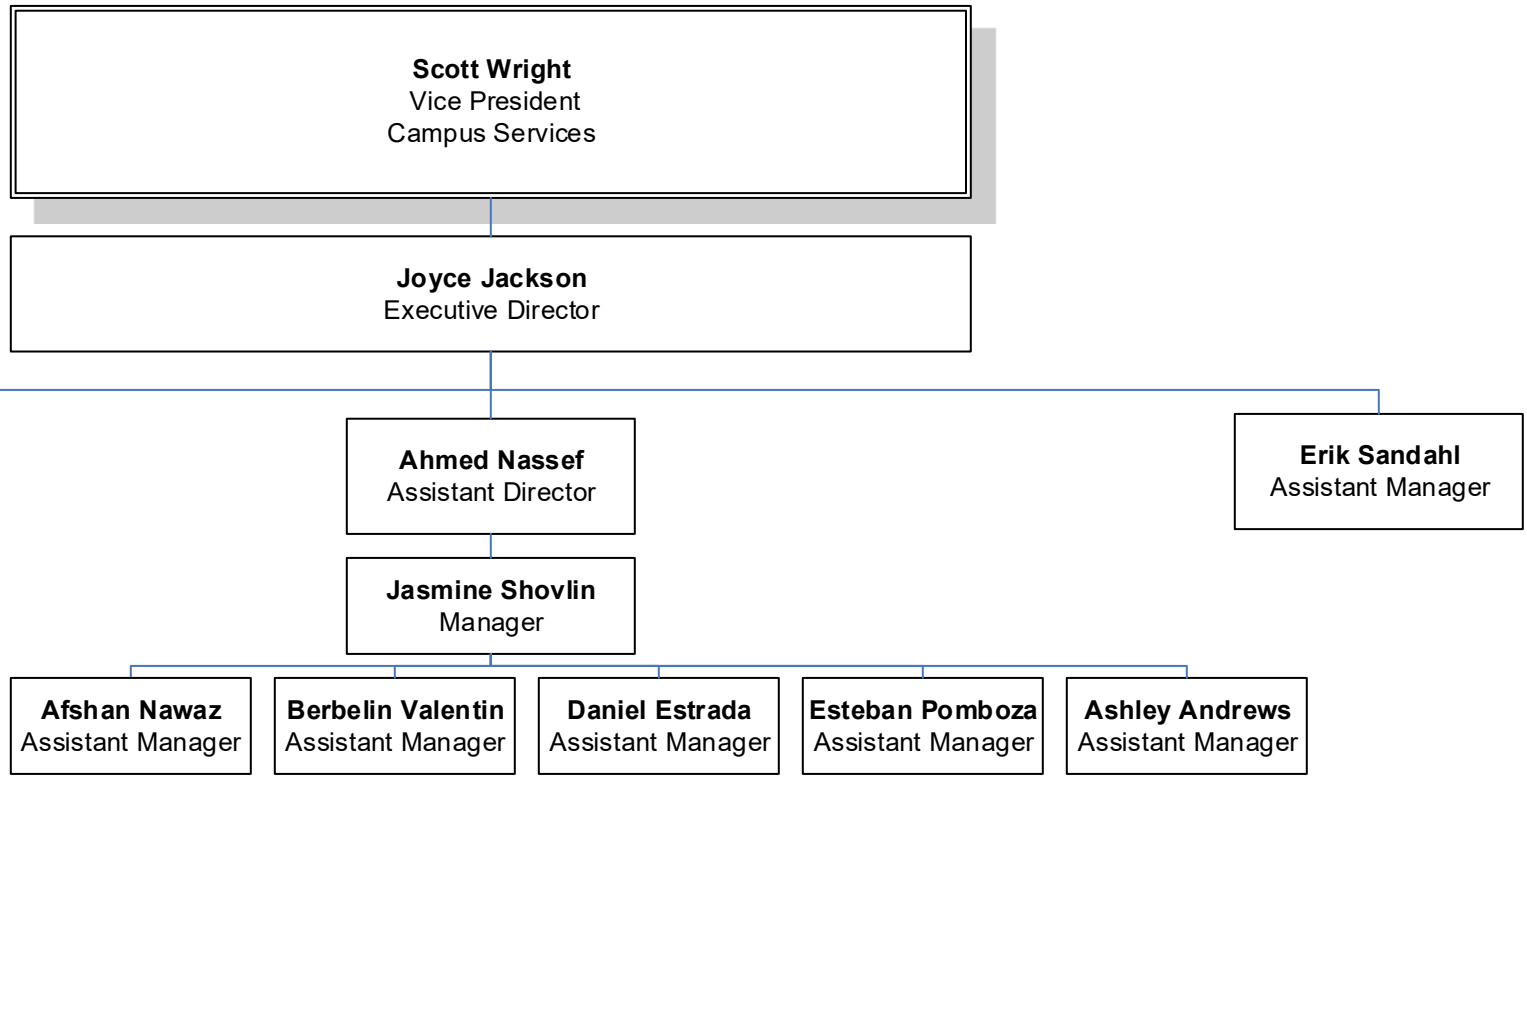 Scott Wright
Vice President
Campus Services
Joyce Jackson
Executive Director
Ahmed Nassef
Assistant Director
Erik Sandahl
Assistant Manager
Jasmine Shovlin
Manager
Afshan Nawaz
Assistant Manager
Berbelin Valentin
Assistant Manager
Daniel Estrada
Assistant Manager
Esteban Pomboza
Assistant Manager
Ashley Andrews
Assistant Manager